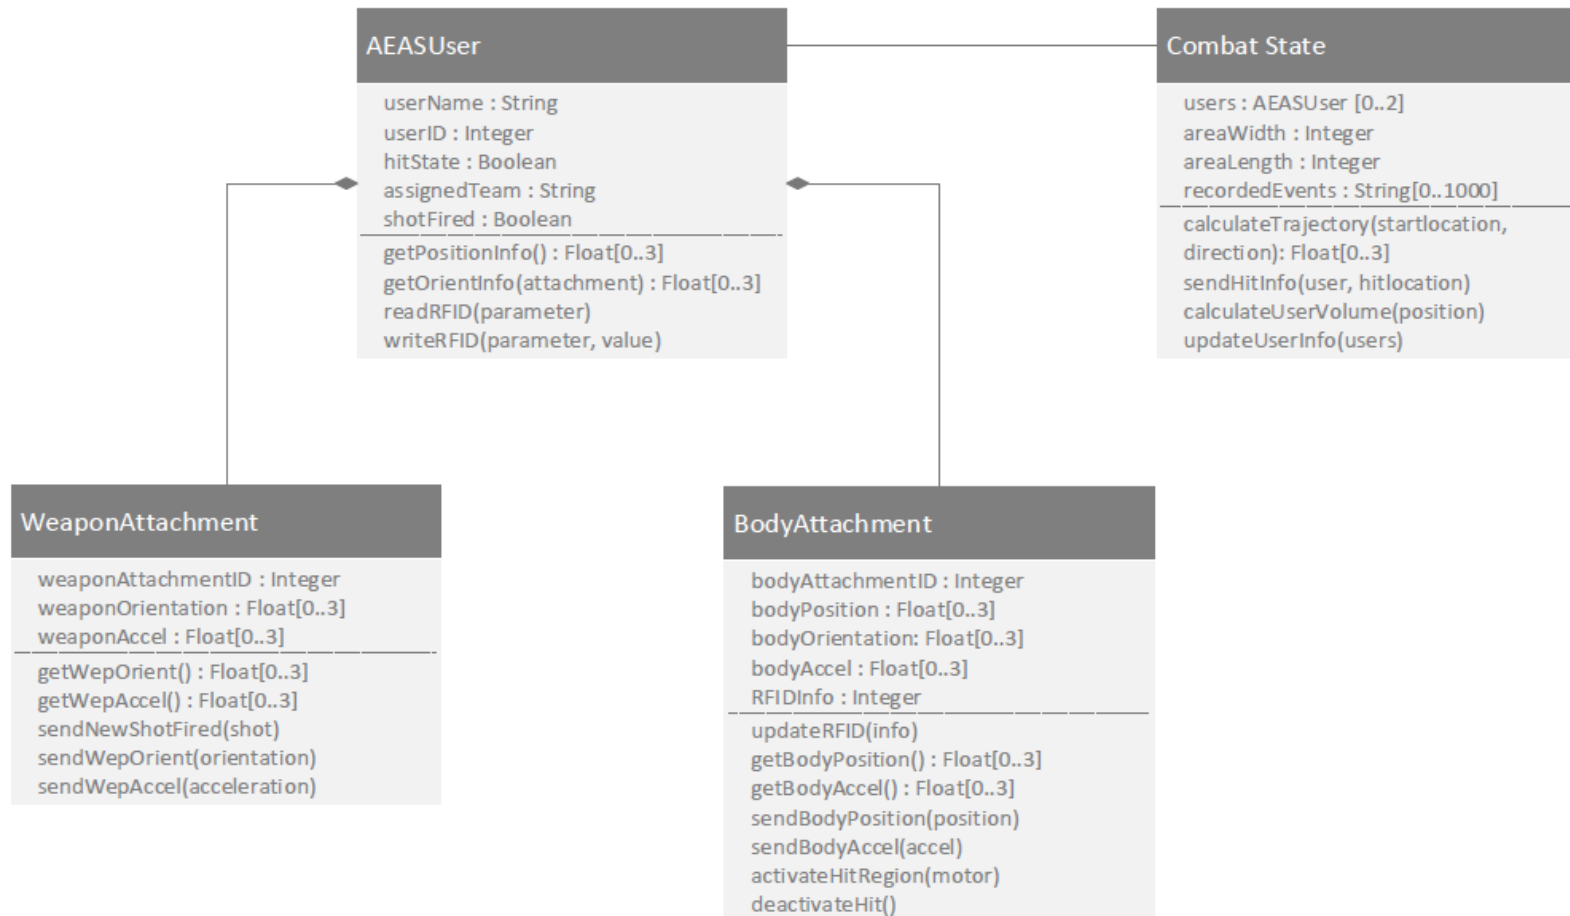 AEASUser
userName : String
userID : Integer
hitState : Boolean
assignedTeam : String
shotFired : Boolean
getPositionInfo() : Float[0..3]
getOrientInfo(attachment) : Float[0..3]
readRFID(parameter)
writeRFID(parameter, value)
Combat State
users : AEASUser [0..2]
areaWidth : Integer
areaLength : Integer
recordedEvents : String[0..1000]
calculateTrajectory(startlocation,
direction): Float[0..3]
sendHitInfo(user, hitlocation)
calculateUserVolume(position)
updateUserInfo(users)
WeaponAttachment
weaponAttachmentID : Integer
weaponOrientation : Float[0..3]
weaponAccel : Float[0..3]
getWepOrient() : Float[0..3]
getWepAccel() : Float[0..3]
sendNewShotFired(shot)
sendWepOrient(orientation)
sendWepAccel(acceleration)
BodyAttachment
bodyAttachmentID : Integer
bodyPosition : Float[0..3]
bodyOrientation: Float[0..3]
bodyAccel : Float[0..3]
RFIDInfo : Integer
updateRFID(info)
getBodyPosition() : Float[0..3]
getBodyAccel() : Float[0..3]
sendBodyPosition(position)
sendBodyAccel(accel)
activateHitRegion(motor)
deactivateHit()